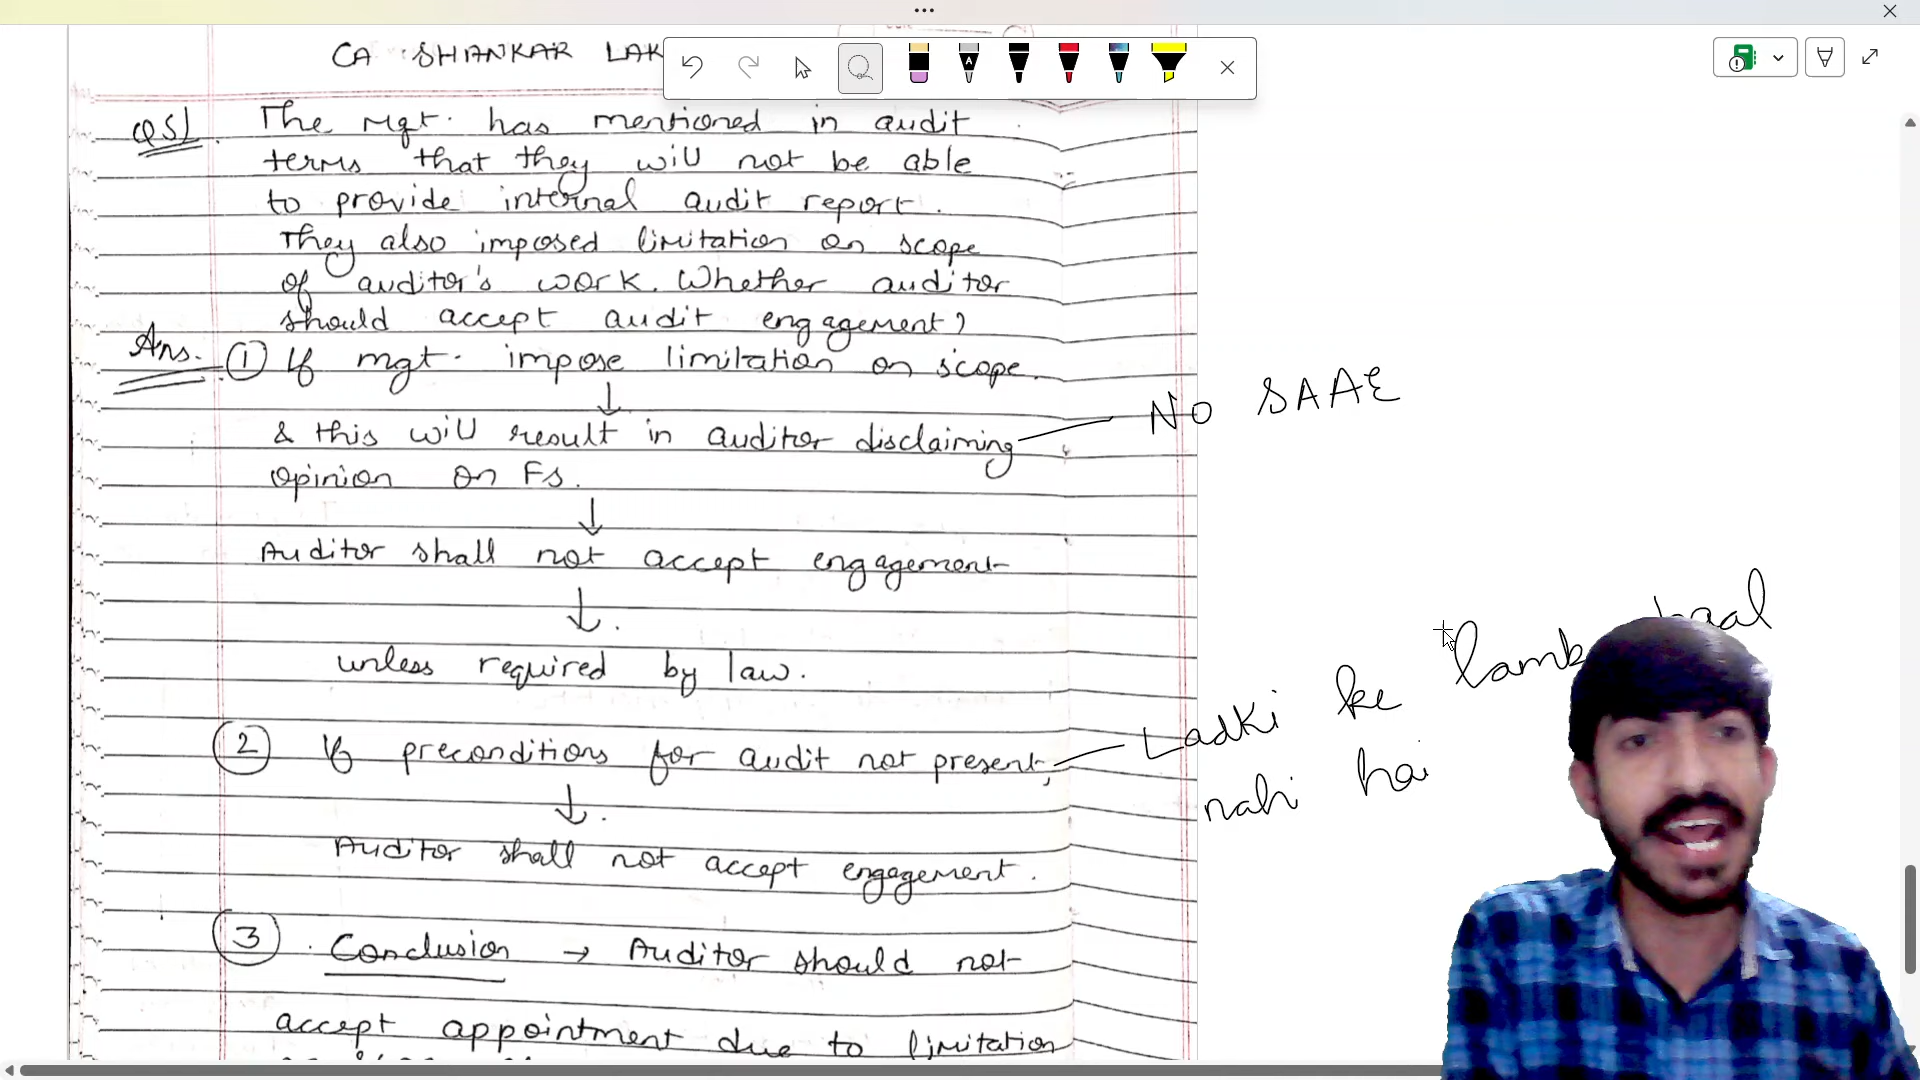 CA SHANKAR LAK
Q5) The Mgt. has mentioned in audit
terms that they will not be able
to provide internal audit report.
They also imposed limitation on scope
of auditor's work. Whether auditor
should accept audit engagement?
Ans. ① If mgt. impose limitation on scope.
& this will result in auditor disclaiming
opinion on Fs.
NO SAAE
Auditor shall not accept engagement
unless required by law.
② If preconditions for audit not present,
Ladki ke lambe baal
nahi hai
Auditor shall not accept engagement.
③ Conclusion → Auditor should not
accept appointment due to limitation